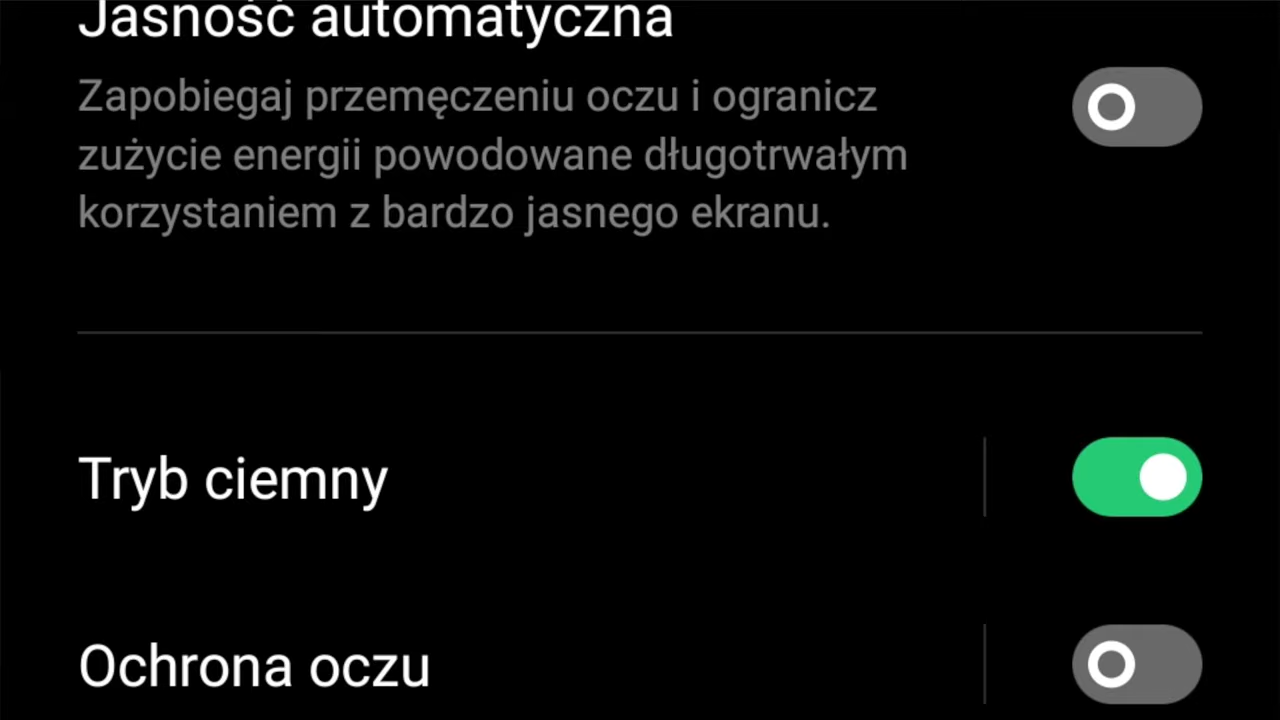 Jasność automatyczna
Zapobiegaj przemęczeniu oczu i ogranicz
zużycie energii powodowane długotrwałym
korzystaniem z bardzo jasnego ekranu.
Tryb ciemny
Ochrona oczu